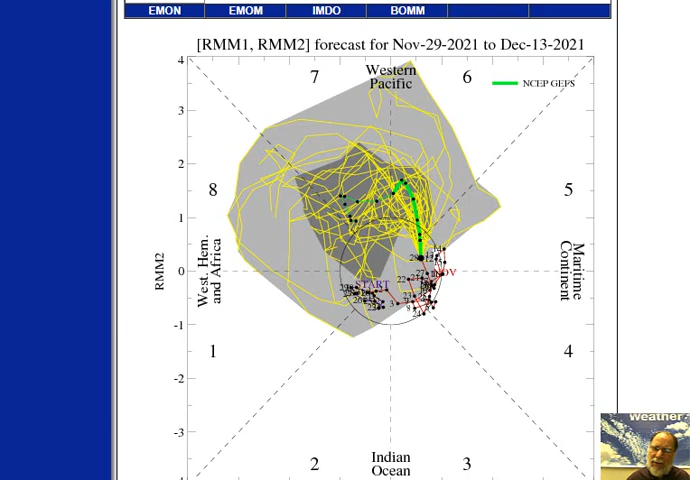 EMON EMOM IMDO BOMM
[RMM1, RMM2] forecast for Nov-29-2021 to Dec-13-2021
4
7 Western 6
Pacific
NCEP GEFS
3
2
8 5
1
RMM2
West. Hem.
and Africa
Maritime
Continent
0
START
NOV
-1
1 4
-2
-3
2 Indian 3
Ocean
weather